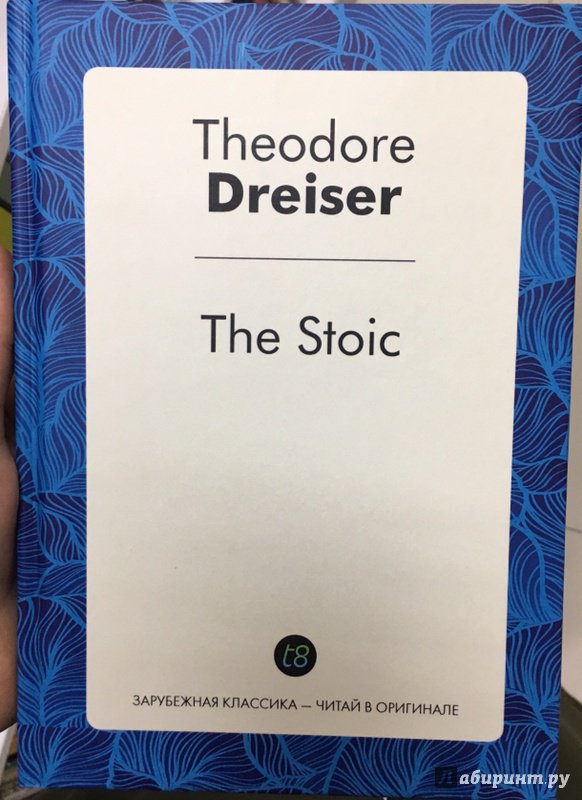 Theodore
Dreiser
The Stoic
t8
ЗАРУБЕЖНАЯ КЛАССИКА — ЧИТАЙ В ОРИГИНАЛЕ
Лабиринт.ру